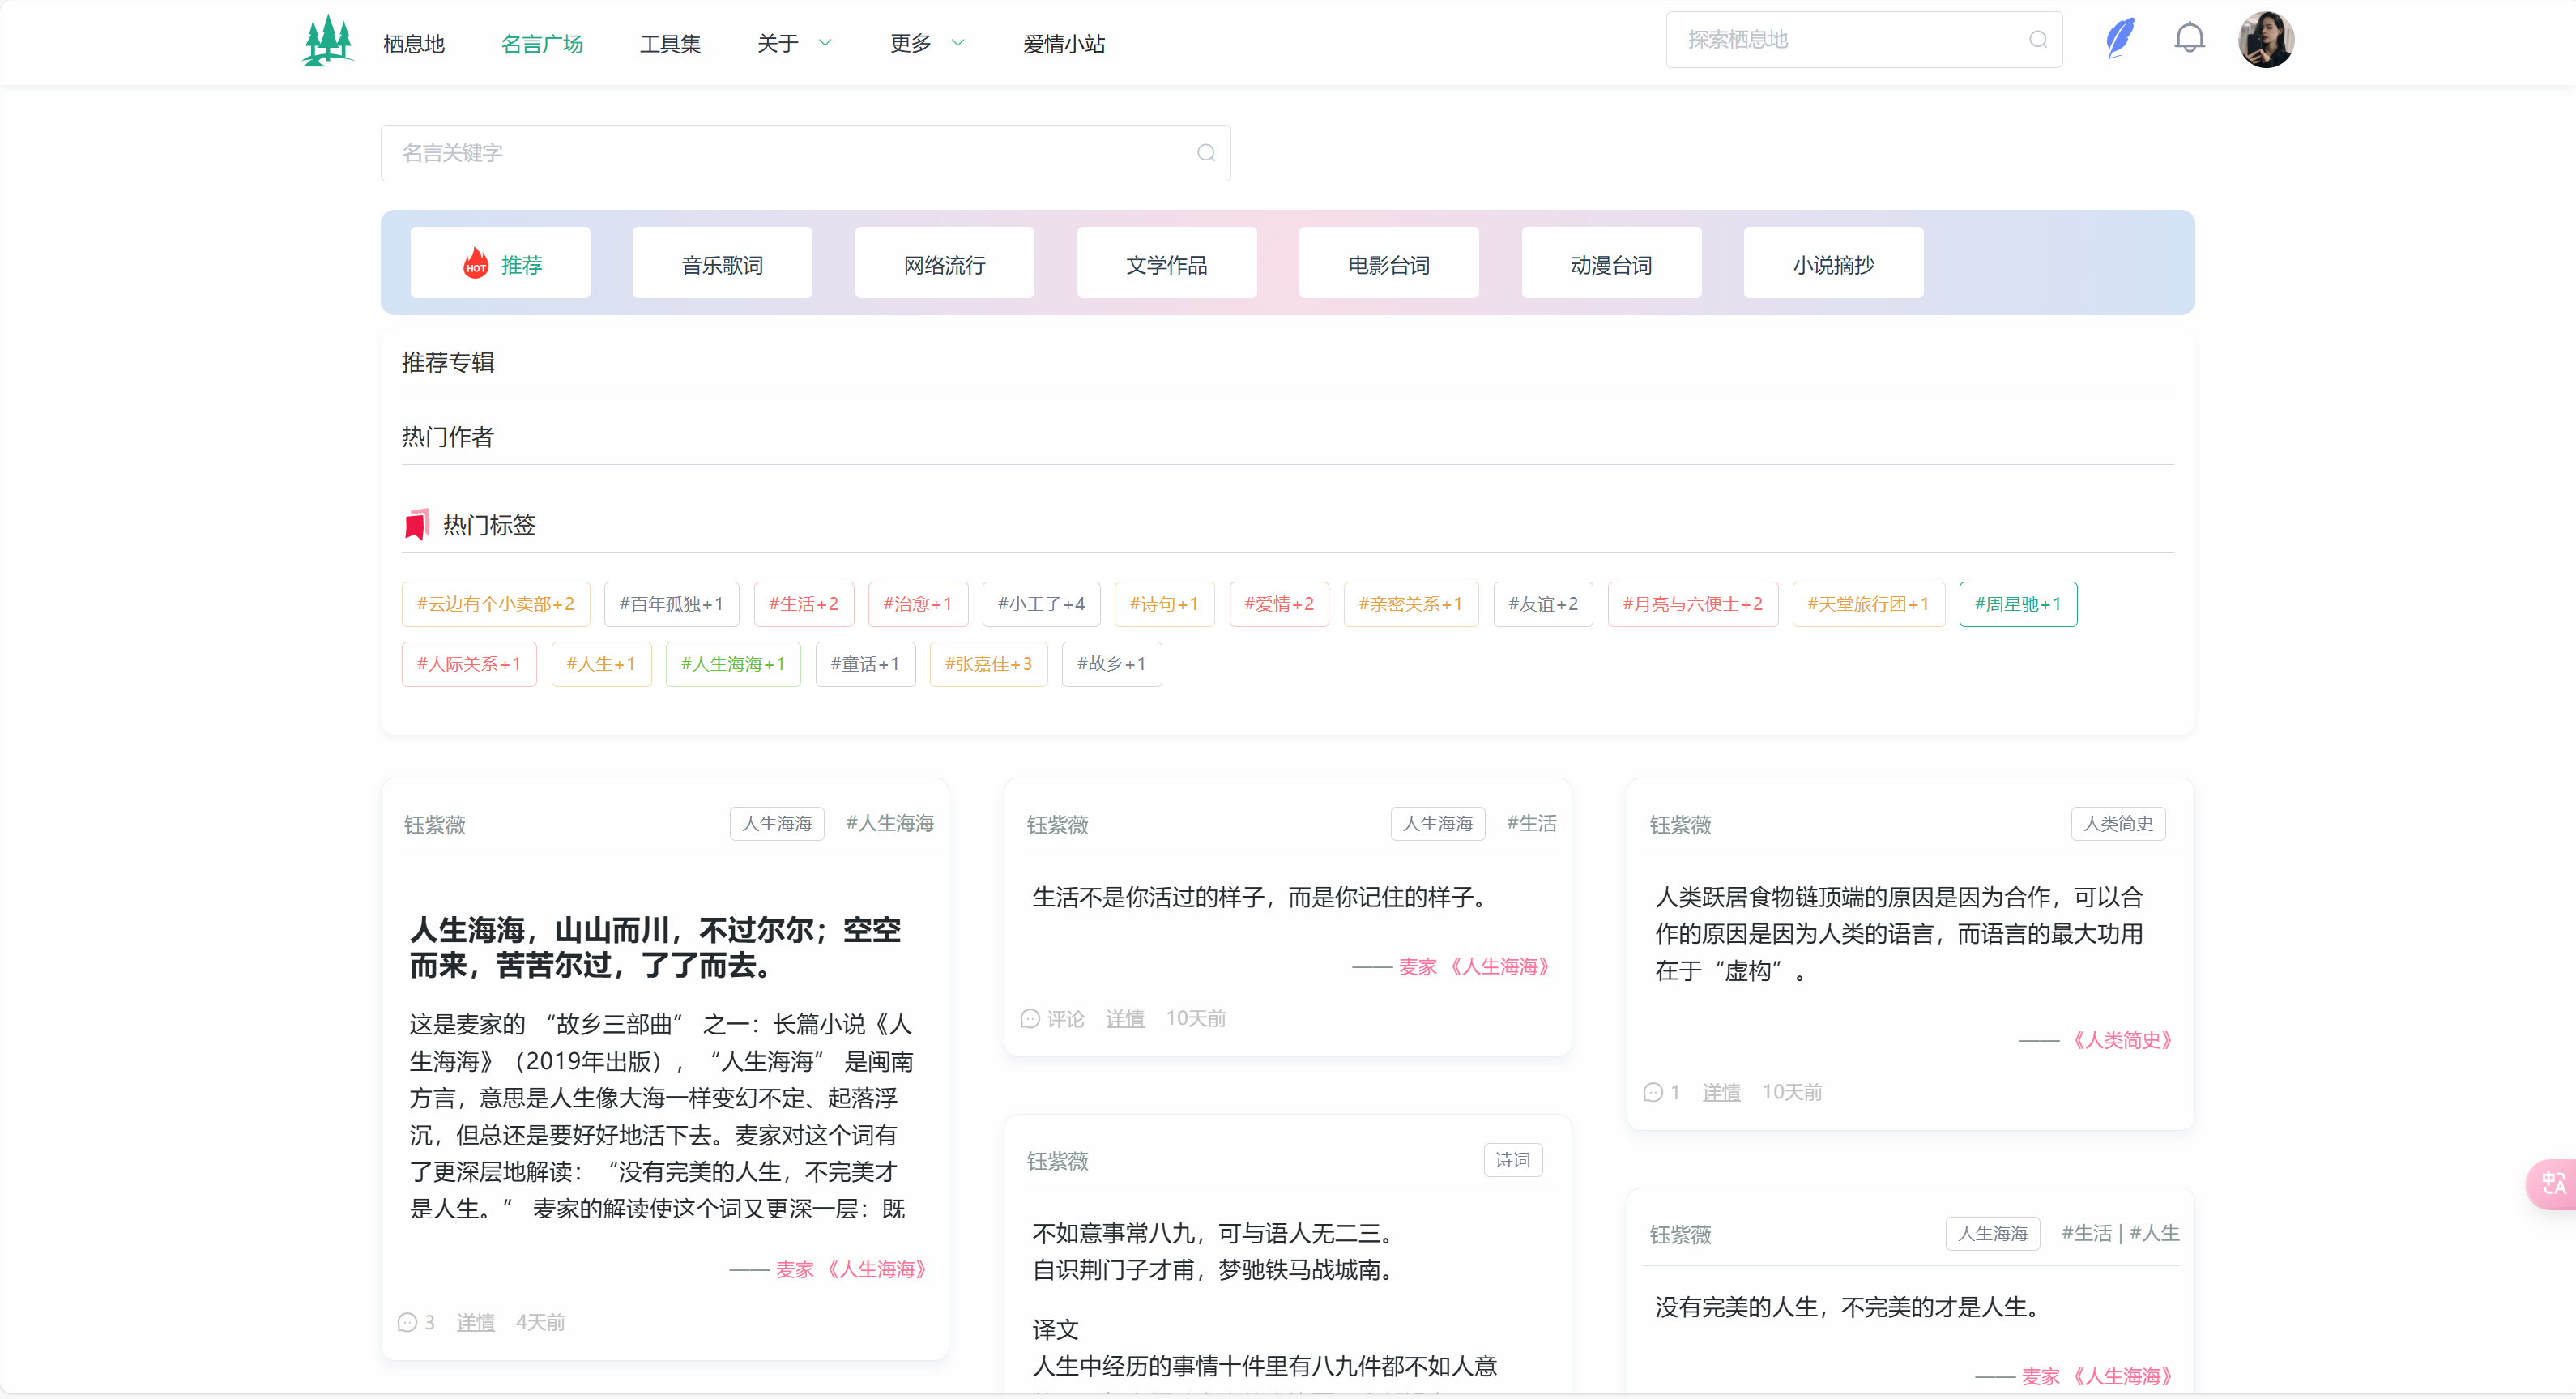 栖息地
名言广场
工具集
关于
更多
爱情小站
探索栖息地
名言关键字
HOT 推荐
音乐歌词
网络流行
文学作品
电影台词
动漫台词
小说摘抄
推荐专辑
热门作者
热门标签
#云边有个小卖部+2
#百年孤独+1
#生活+2
#治愈+1
#小王子+4
#诗句+1
#爱情+2
#亲密关系+1
#友谊+2
#月亮与六便士+2
#天堂旅行团+1
#周星驰+1
#人际关系+1
#人生+1
#人生海海+1
#童话+1
#张嘉佳+3
#故乡+1
钰紫薇 人生海海 #人生海海
人生海海，山山而川，不过尔尔；空空
而来，苦苦尔过，了了而去。
这是麦家的 “故乡三部曲” 之一：长篇小说《人
生海海》（2019年出版），“人生海海” 是闽南
方言，意思是人生像大海一样变幻不定、起落浮
沉，但总还是要好好地活下去。麦家对这个词有
了更深层地解读： “没有完美的人生，不完美才
是人生。” 麦家的解读使这个词又更深一层：既
—— 麦家 《人生海海》
3 详情 4天前
钰紫薇 人生海海 #生活
生活不是你活过的样子，而是你记住的样子。
—— 麦家 《人生海海》
评论 详情 10天前
钰紫薇 诗词
不如意事常八九，可与语人无二三。
自识荆门子才甫，梦驰铁马战城南。
译文
人生中经历的事情十件里有八九件都不如人意
钰紫薇 人类简史
人类跃居食物链顶端的原因是因为合作，可以合
作的原因是因为人类的语言，而语言的最大功用
在于“虚构”。
—— 《人类简史》
1 详情 10天前
钰紫薇 人生海海 #生活 | #人生
没有完美的人生，不完美的才是人生。
—— 麦家 《人生海海》
中 A